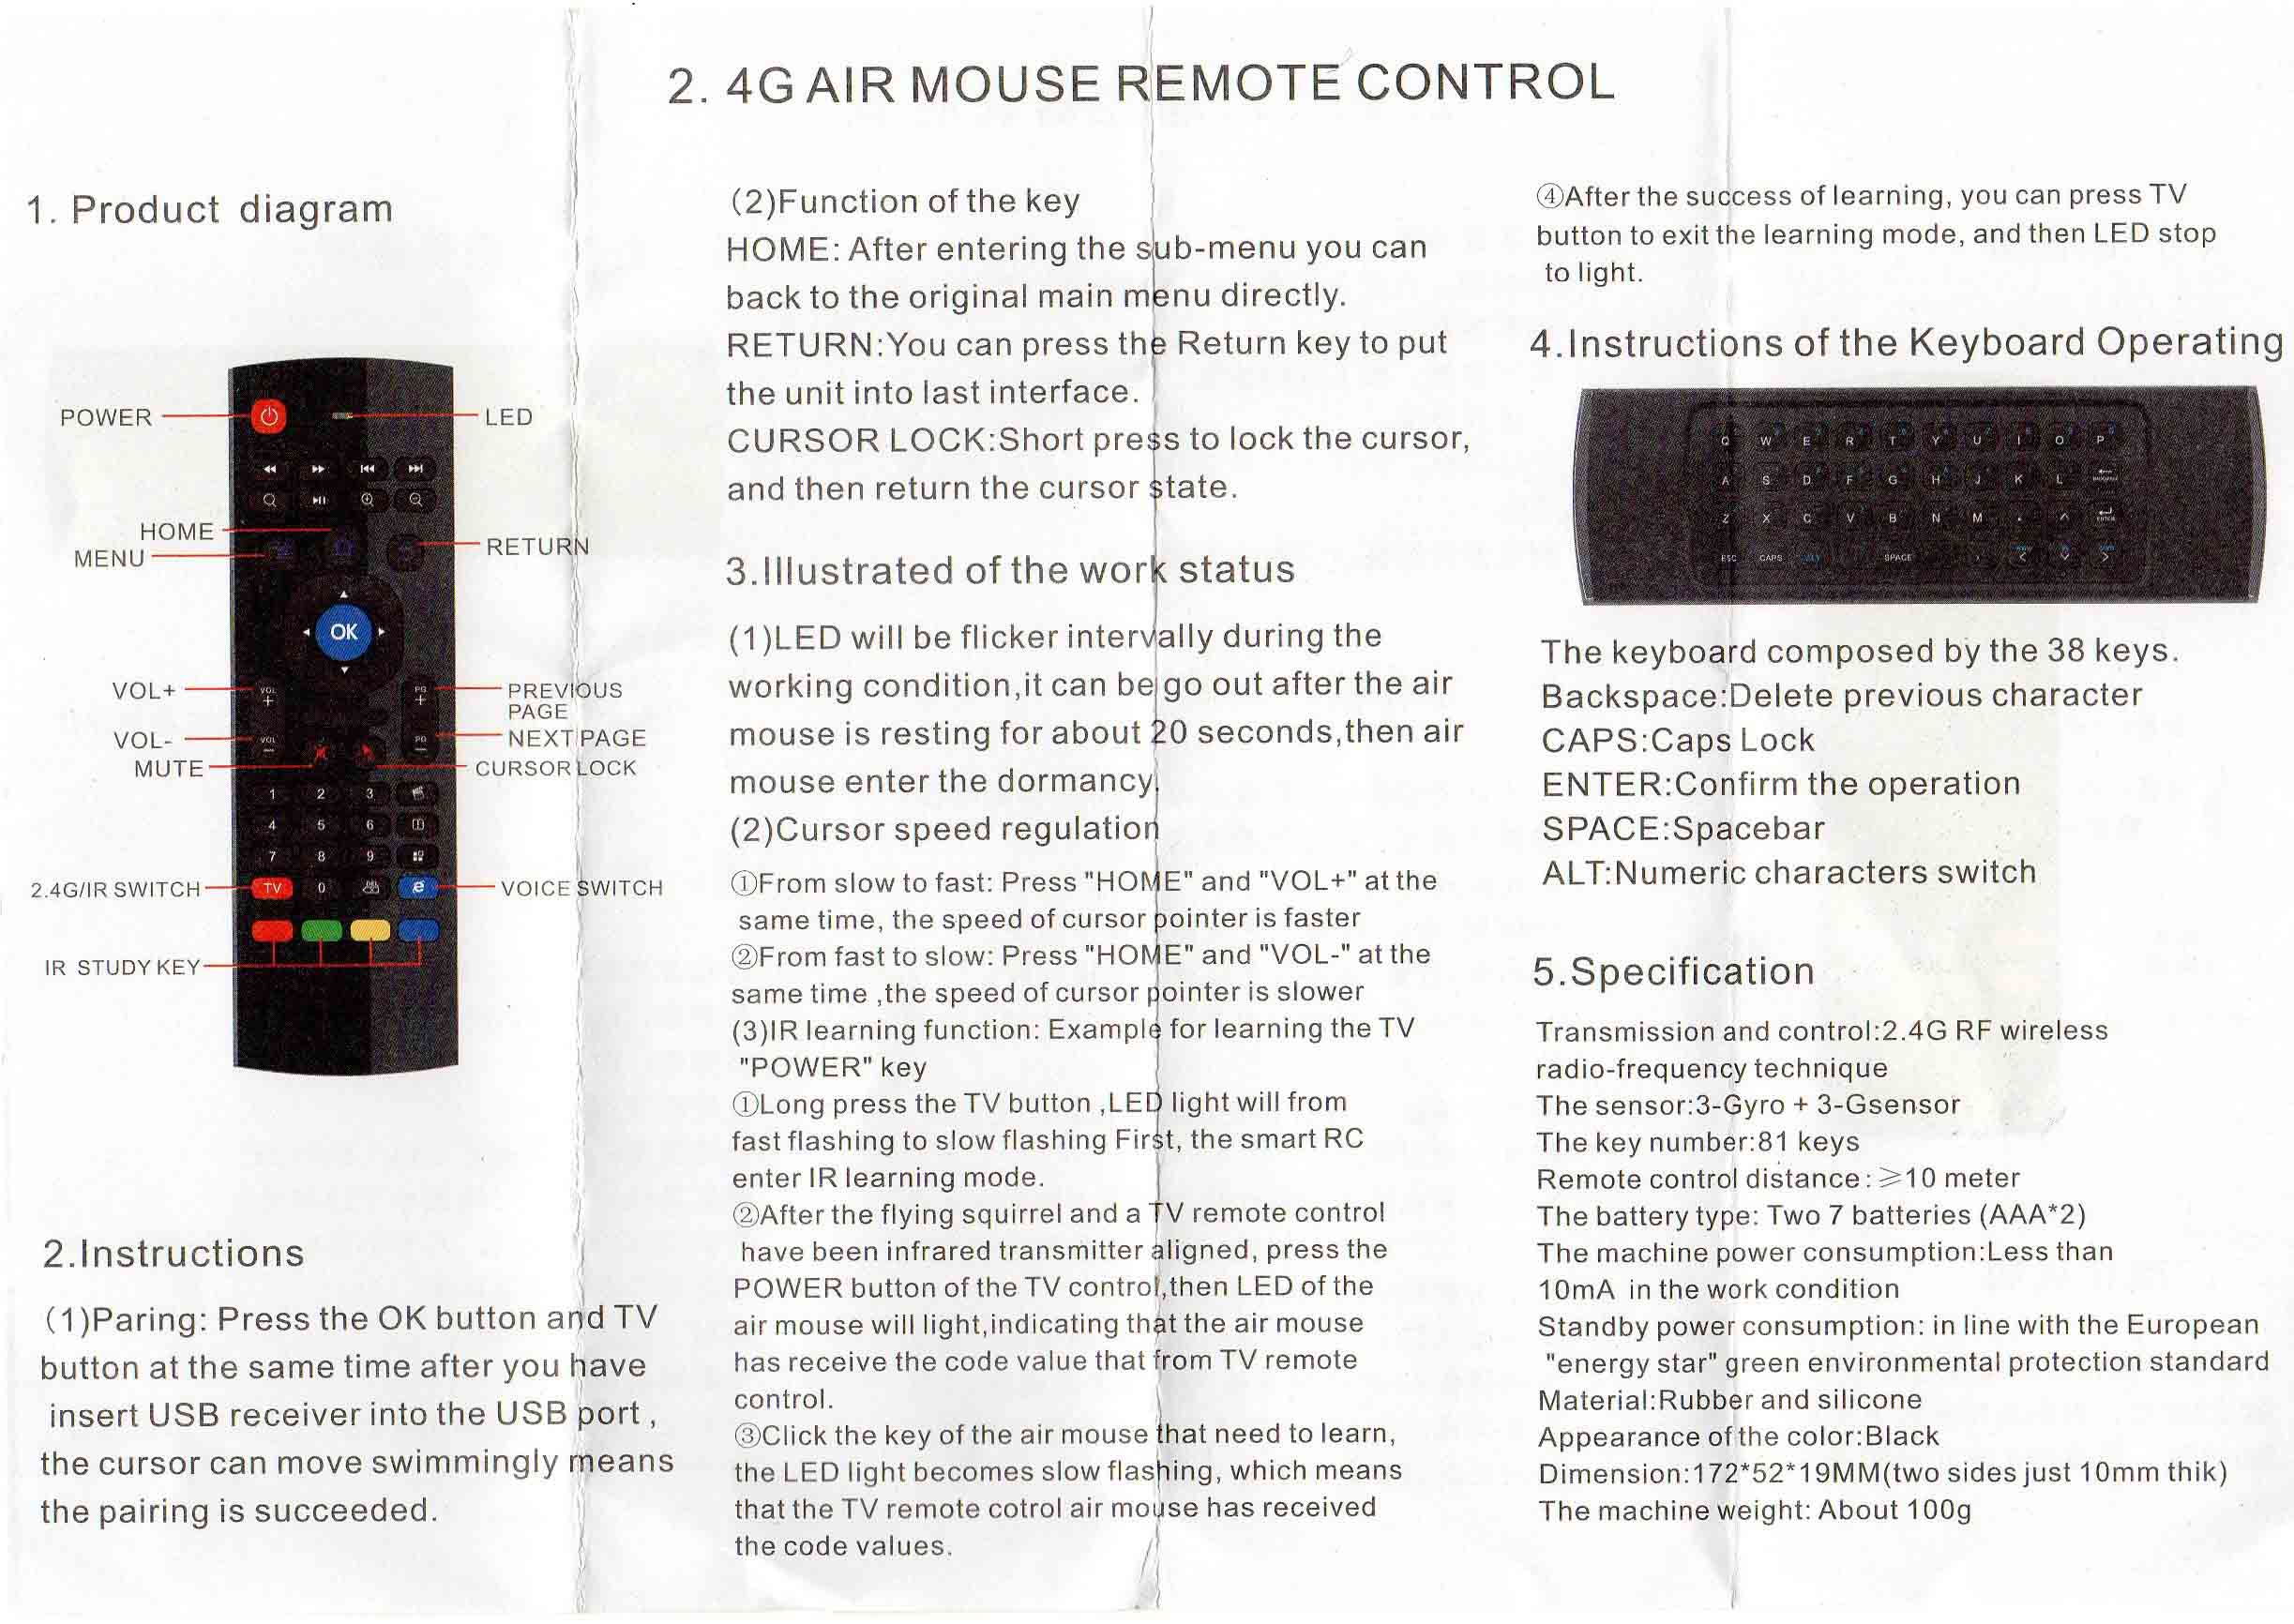 2. 4G AIR MOUSE REMOTE CONTROL
1. Product diagram
POWER
LED
HOME
MENU
RETURN
OK
VOL+
VOL
+
PG
+
PREVIOUS
PAGE
VOL-
VOL
-
PG
-
NEXT PAGE
MUTE
CURSOR LOCK
1 2 3
4 5 6
7 8 9
2.4G/IR SWITCH
TV 0
VOICE SWITCH
IR STUDY KEY
2.Instructions
(1)Paring: Press the OK button and TV
button at the same time after you have
insert USB receiver into the USB port ,
the cursor can move swimmingly means
the pairing is succeeded.
(2)Function of the key
HOME: After entering the sub-menu you can
back to the original main menu directly.
RETURN:You can press the Return key to put
the unit into last interface.
CURSOR LOCK:Short press to lock the cursor,
and then return the cursor state.
3.Illustrated of the work status
(1)LED will be flicker intervally during the
working condition,it can be go out after the air
mouse is resting for about 20 seconds,then air
mouse enter the dormancy.
(2)Cursor speed regulation
①From slow to fast: Press "HOME" and "VOL+" at the
same time, the speed of cursor pointer is faster
②From fast to slow: Press "HOME" and "VOL-" at the
same time ,the speed of cursor pointer is slower
(3)IR learning function: Example for learning the TV
"POWER" key
①Long press the TV button ,LED light will from
fast flashing to slow flashing First, the smart RC
enter IR learning mode.
②After the flying squirrel and a TV remote control
have been infrared transmitter aligned, press the
POWER button of the TV control,then LED of the
air mouse will light,indicating that the air mouse
has receive the code value that from TV remote
control.
③Click the key of the air mouse that need to learn,
the LED light becomes slow flashing, which means
that the TV remote cotrol air mouse has received
the code values.
④After the success of learning, you can press TV
button to exit the learning mode, and then LED stop
to light.
4.Instructions of the Keyboard Operating
Q W E R T Y U I O P
A S D F G H J K L
Z X C V B N M . ^ ENTER
ESC CAPS SPACE , < v >
The keyboard composed by the 38 keys.
Backspace:Delete previous character
CAPS:Caps Lock
ENTER:Confirm the operation
SPACE:Spacebar
ALT:Numeric characters switch
5.Specification
Transmission and control:2.4G RF wireless
radio-frequency technique
The sensor:3-Gyro + 3-Gsensor
The key number:81 keys
Remote control distance : ⩾10 meter
The battery type: Two 7 batteries (AAA*2)
The machine power consumption:Less than
10mA in the work condition
Standby power consumption: in line with the European
"energy star" green environmental protection standard
Material:Rubber and silicone
Appearance of the color:Black
Dimension:172*52*19MM(two sides just 10mm thik)
The machine weight: About 100g